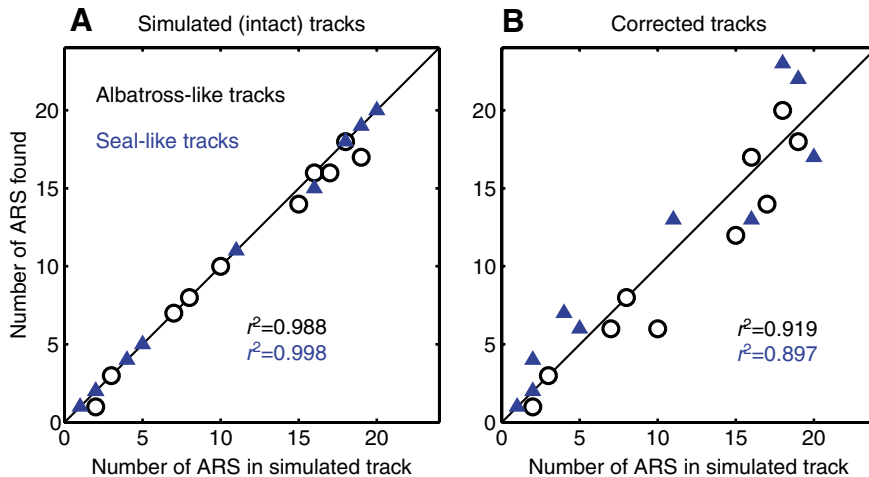 A Simulated (intact) tracks
Albatross-like tracks
Seal-like tracks
r²=0.988
r²=0.998
20
15
10
5
0
0 5 10 15 20
Number of ARS found
Number of ARS in simulated track
B Corrected tracks
r²=0.919
r²=0.897
20
15
10
5
0
0 5 10 15 20
Number of ARS in simulated track